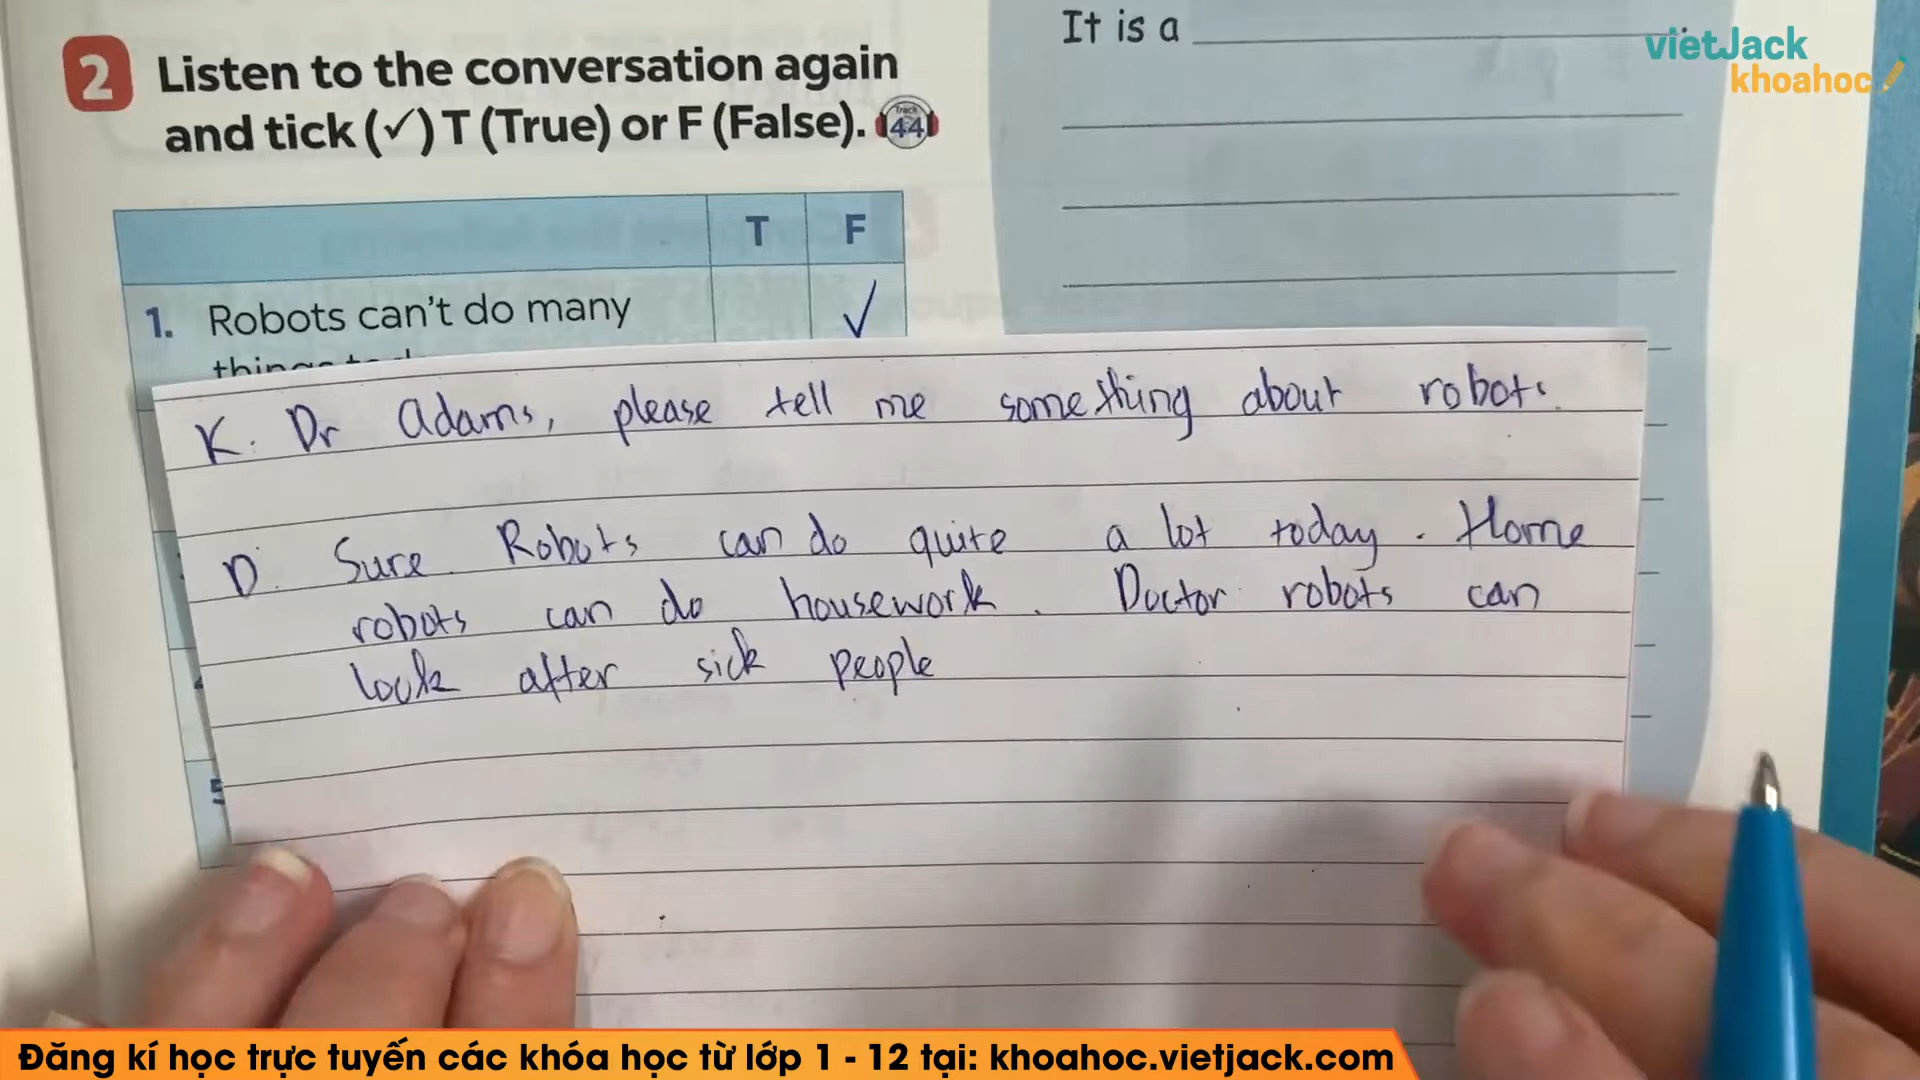 2 Listen to the conversation again
and tick (✓) T (True) or F (False). Track 44
T F
1. Robots can't do many ✓
K: Dr Adams, please tell me something about robots.
D: Sure. Robots can do quite a lot today. Home
robots can do housework. Doctor robots can
look after sick people
5
It is a
vietJack
khoahoc
Đăng kí học trực tuyến các khóa học từ lớp 1 - 12 tại: khoahoc.vietjack.com